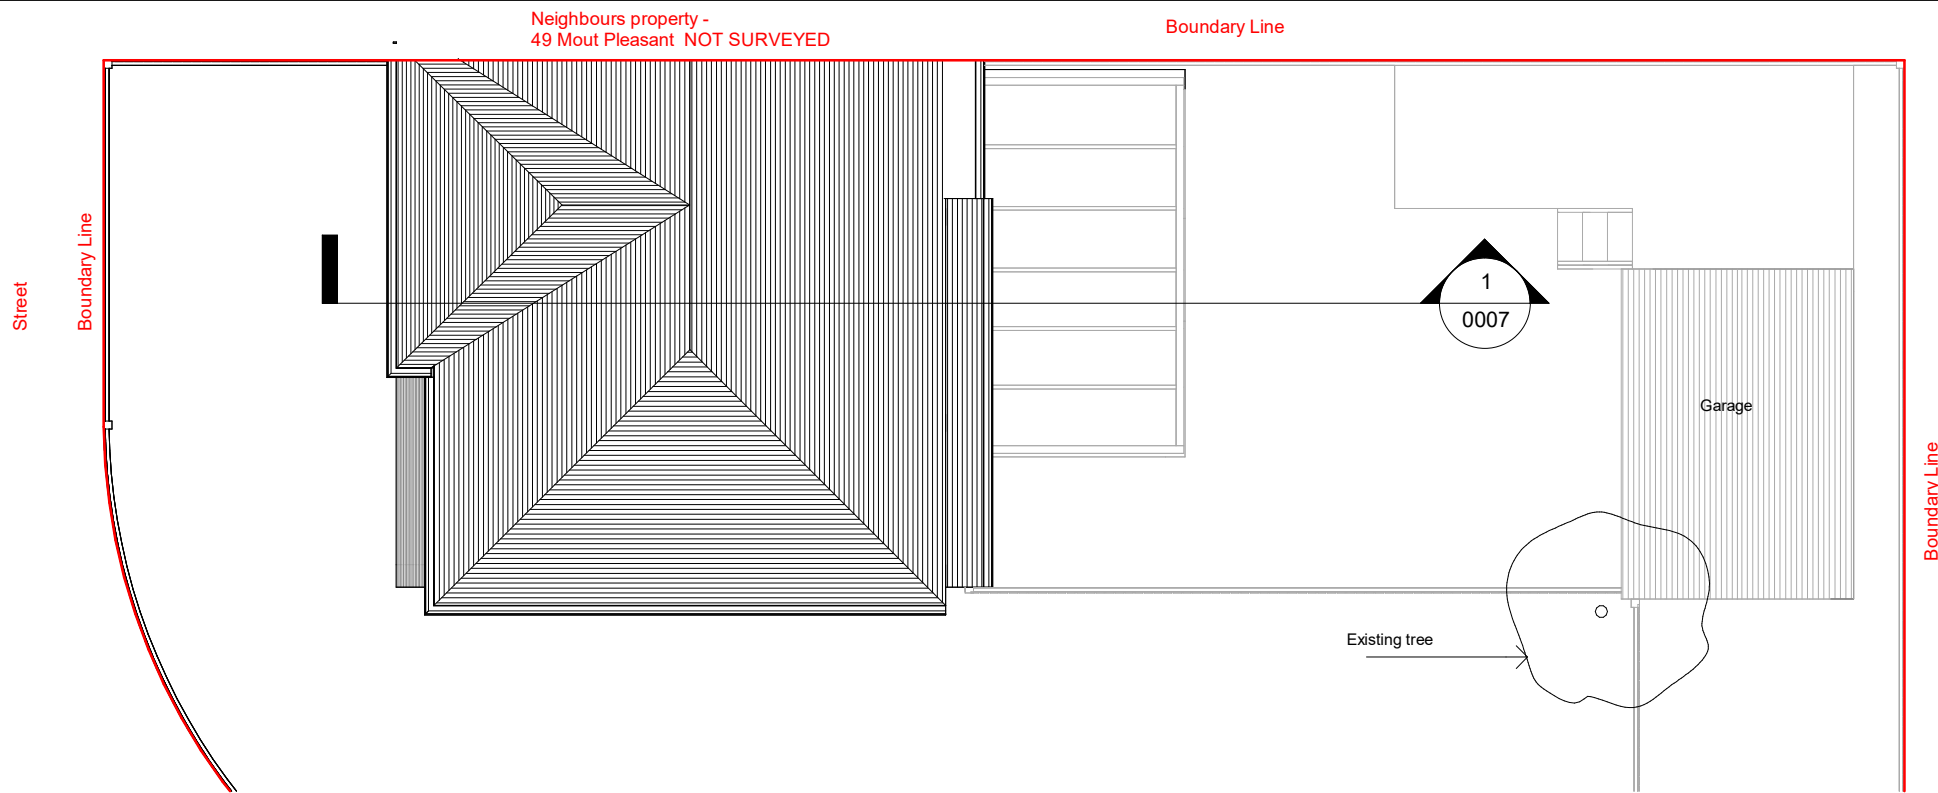 Neighbours property -
49 Mout Pleasant  NOT SURVEYED
Boundary Line
Street
Boundary Line
1
0007
Garage
Boundary Line
Existing tree